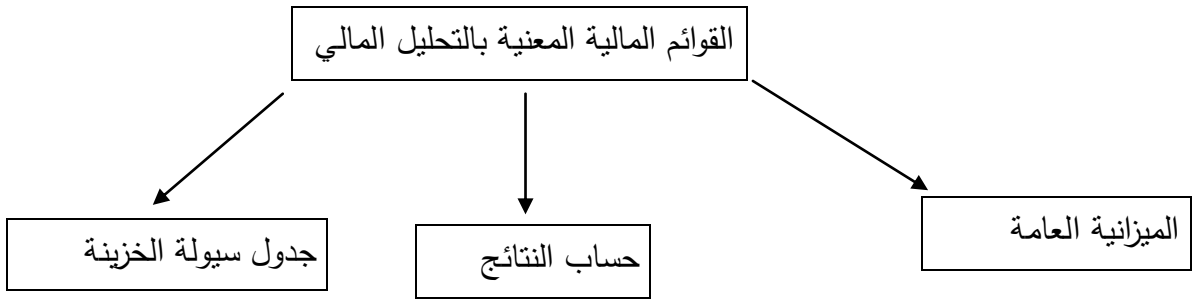 القوائم المالية المعنية بالتحليل المالي
الميزانية العامة
حساب النتائج
جدول سيولة الخزينة